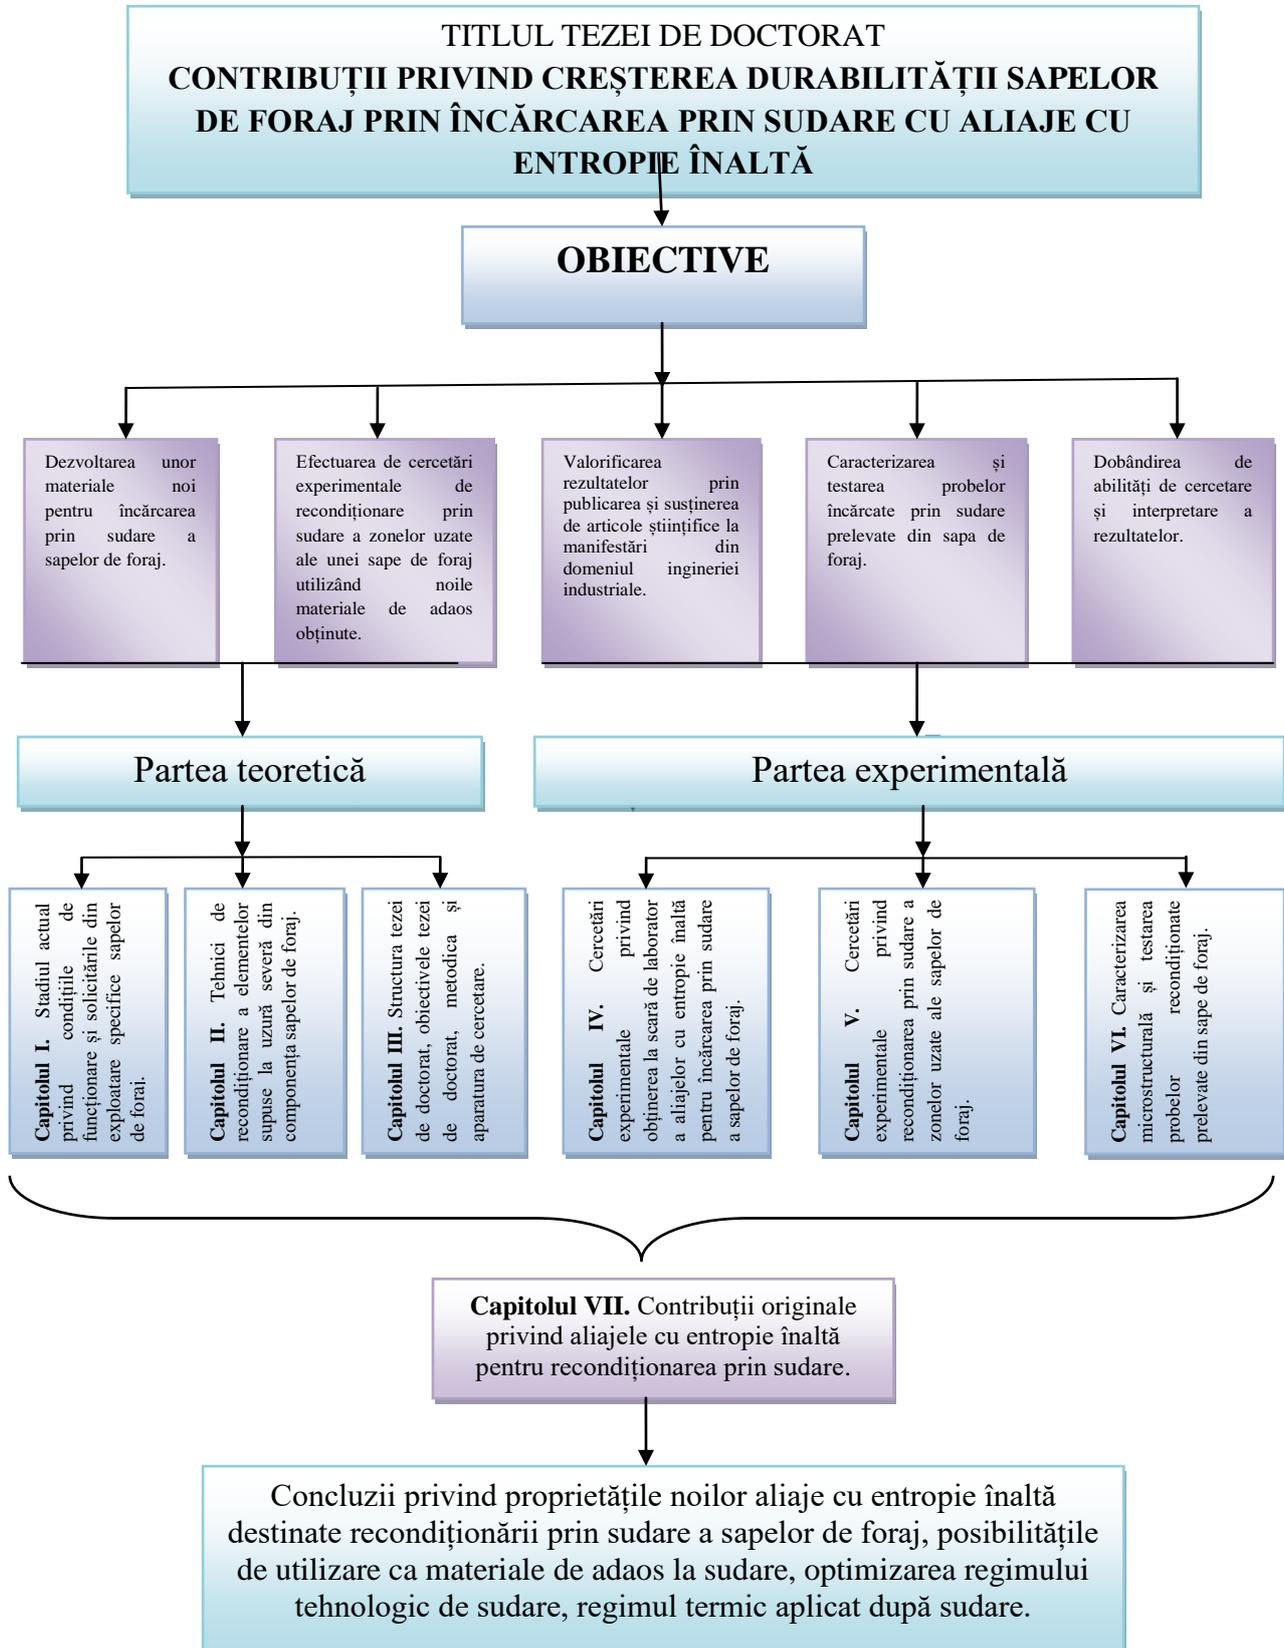 TITLUL TEZEI DE DOCTORAT
CONTRIBUȚII PRIVIND CREȘTEREA DURABILITĂȚII SAPELOR
DE FORAJ PRIN ÎNCĂRCAREA PRIN SUDARE CU ALIAJE CU
ENTROPIE ÎNALTĂ
OBIECTIVE
Dezvoltarea unor
materiale noi
pentru încărcarea
prin sudare a
sapelor de foraj.
Efectuarea de cercetări
experimentale de
recondiționare prin
sudare a zonelor uzate
ale unei sape de foraj
utilizând noile
materiale de adaos
obținute.
Valorificarea
rezultatelor prin
publicarea și susținerea
de articole științifice la
manifestări din
domeniul ingineriei
industriale.
Caracterizarea și
testarea probelor
încărcate prin sudare
prelevate din sapa de
foraj.
Dobândirea de
abilități de cercetare
și interpretare a
rezultatelor.
Partea teoretică
Partea experimentală
Capitolul I. Stadiul actual
privind condițiile de
funcționare și solicitările din
exploatare specifice sapelor
de foraj.
Capitolul II. Tehnici de
recondiționare a elementelor
supuse la uzură severă din
componența sapelor de foraj.
Capitolul III. Structura tezei
de doctorat, obiectivele tezei
de doctorat, metodica și
aparatura de cercetare.
Capitolul IV. Cercetări
experimentale privind
obținerea la scară de laborator
a aliajelor cu entropie înaltă
pentru încărcarea prin sudare
a sapelor de foraj.
Capitolul V. Cercetări
experimentale privind
recondiționarea prin sudare a
zonelor uzate ale sapelor de
foraj.
Capitolul VI. Caracterizarea
microstructurală și testarea
probelor recondiționate
prelevate din sape de foraj.
Capitolul VII. Contribuții originale
privind aliajele cu entropie înaltă
pentru recondiționarea prin sudare.
Concluzii privind proprietățile noilor aliaje cu entropie înaltă
destinate recondiționării prin sudare a sapelor de foraj, posibilitățile
de utilizare ca materiale de adaos la sudare, optimizarea regimului
tehnologic de sudare, regimul termic aplicat după sudare.